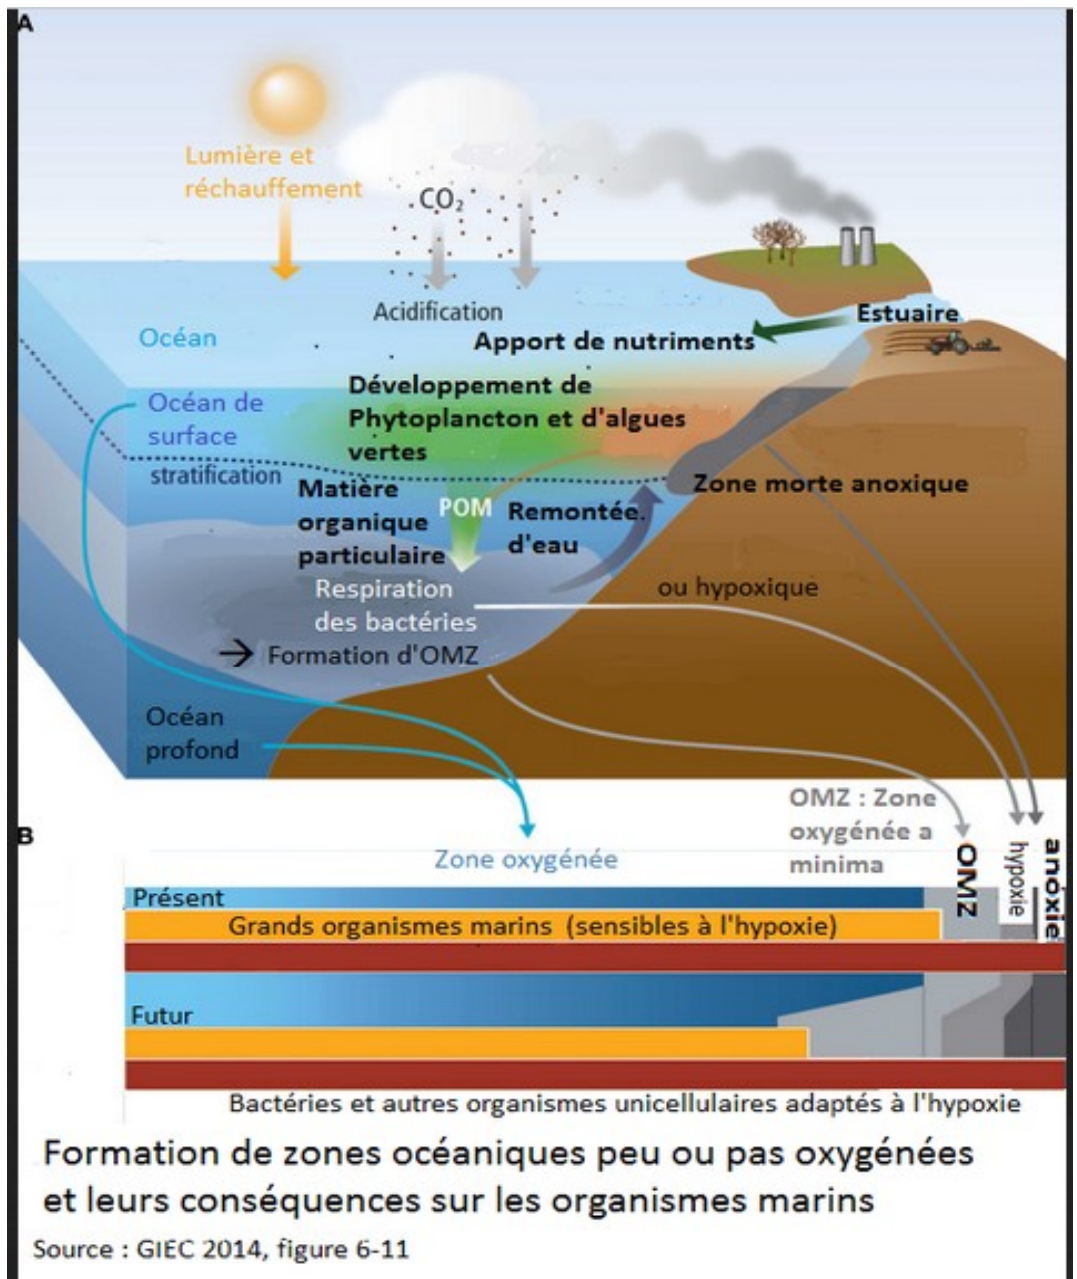 A
Lumière et
réchauffement
CO₂
Acidification
Estuaire
Apport de nutriments
Océan
Développement de
Phytoplancton et d'algues
vertes
Océan de
surface
stratification
Matière
organique
particulaire
POM
Remontée.
d'eau
Zone morte anoxique
Respiration
des bactéries
ou hypoxique
→ Formation d'OMZ
Océan
profond
B
OMZ : Zone
oxygénée a
minima
Zone oxygénée
OMZ
hypoxie
anoxie
Présent
Grands organismes marins (sensibles à l'hypoxie)
Futur
Bactéries et autres organismes unicellulaires adaptés à l'hypoxie
Formation de zones océaniques peu ou pas oxygénées
et leurs conséquences sur les organismes marins
Source : GIEC 2014, figure 6-11